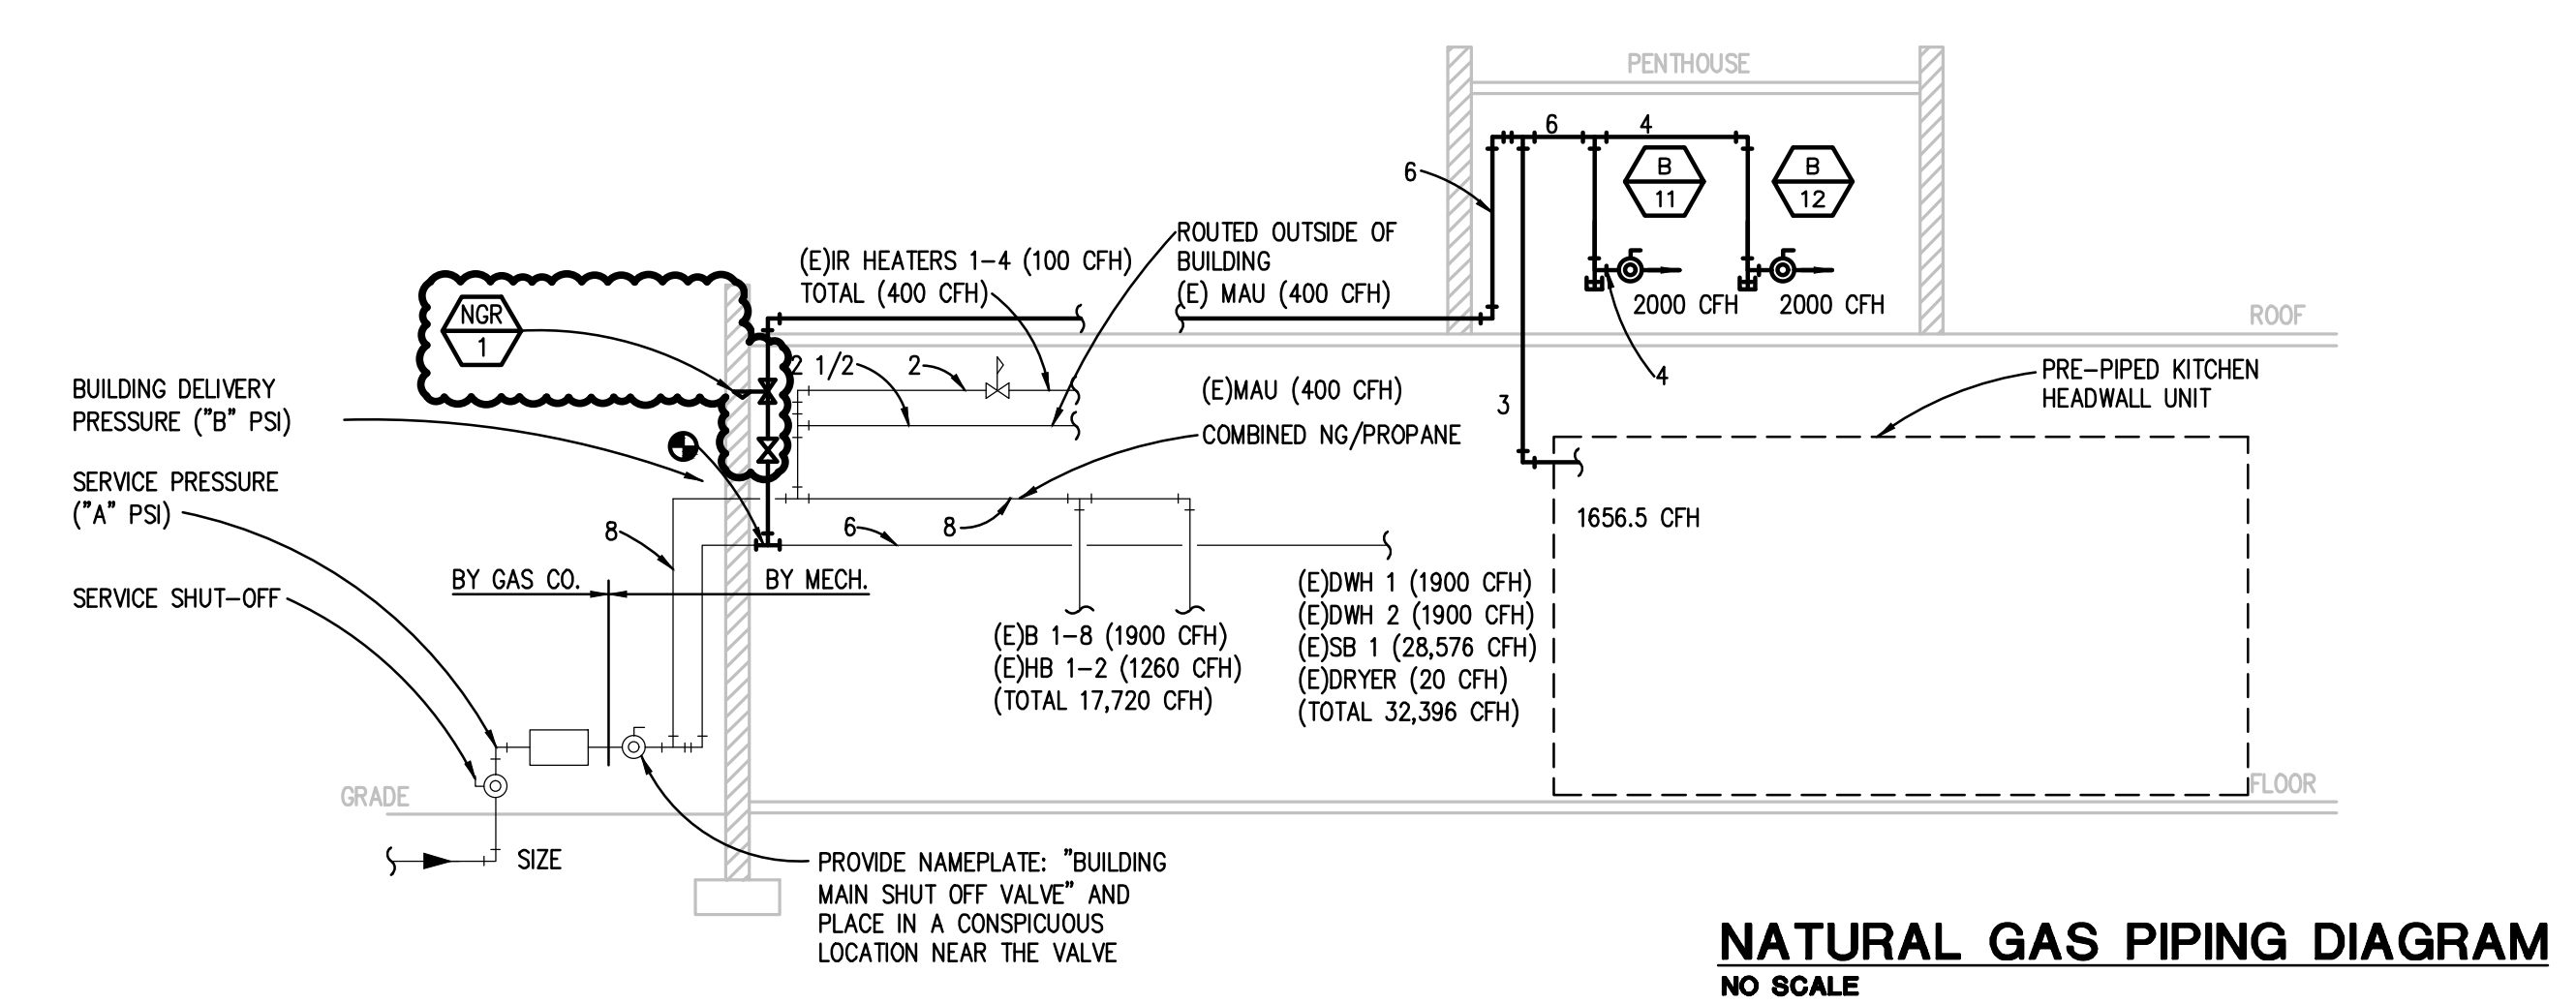 PENTHOUSE
6
4
B
11
B
12
6
ROUTED OUTSIDE OF
BUILDING
(E) MAU (400 CFH)
(E)IR HEATERS 1-4 (100 CFH)
TOTAL (400 CFH)
2000 CFH
2000 CFH
ROOF
NGR
1
2 1/2
2
4
PRE-PIPED KITCHEN
HEADWALL UNIT
BUILDING DELIVERY
PRESSURE ("B" PSI)
(E)MAU (400 CFH)
COMBINED NG/PROPANE
3
SERVICE PRESSURE
("A" PSI)
1656.5 CFH
8
6
8
BY GAS CO.
BY MECH.
SERVICE SHUT-OFF
(E)B 1-8 (1900 CFH)
(E)HB 1-2 (1260 CFH)
(TOTAL 17,720 CFH)
(E)DWH 1 (1900 CFH)
(E)DWH 2 (1900 CFH)
(E)SB 1 (28,576 CFH)
(E)DRYER (20 CFH)
(TOTAL 32,396 CFH)
GRADE
FLOOR
SIZE
PROVIDE NAMEPLATE: "BUILDING
MAIN SHUT OFF VALVE" AND
PLACE IN A CONSPICUOUS
LOCATION NEAR THE VALVE
NATURAL GAS PIPING DIAGRAM
NO SCALE